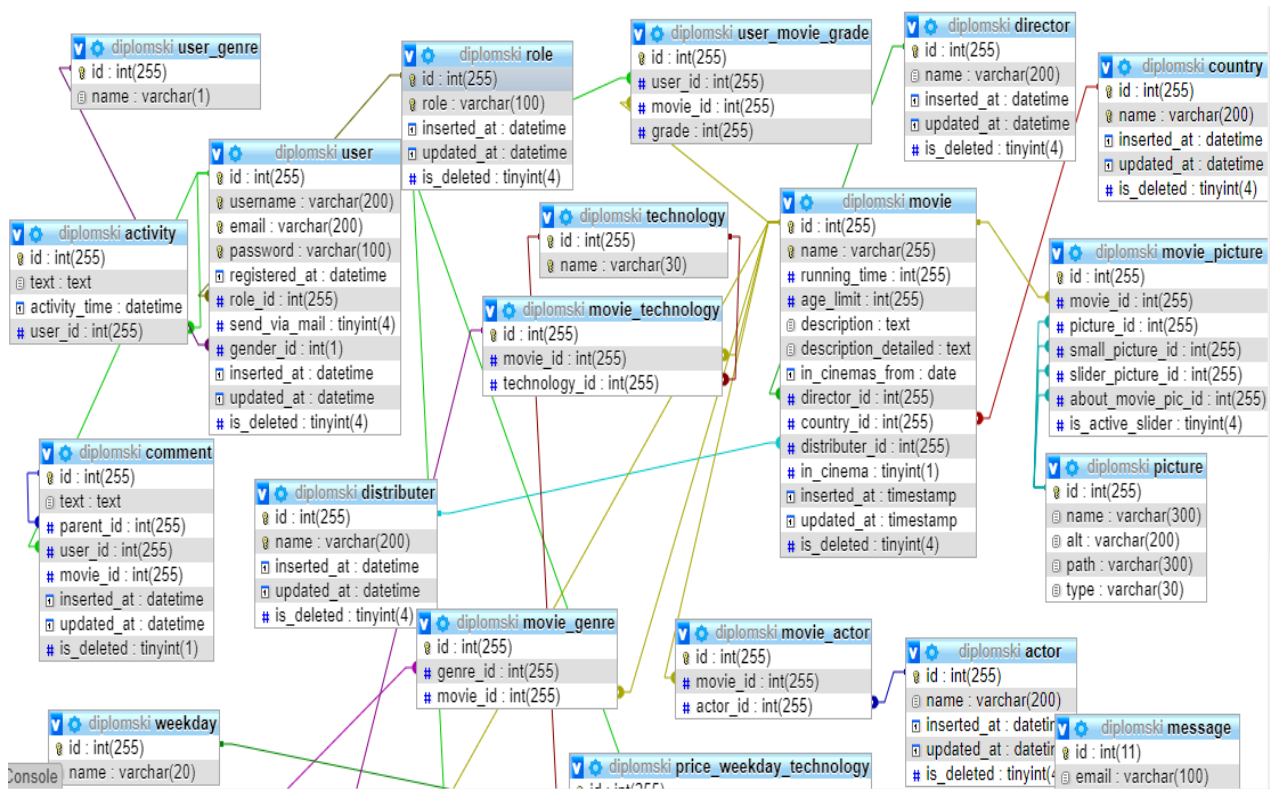 diplomski user_genre
id : int(255)
name : varchar(1)
diplomski role
id : int(255)
role : varchar(100)
inserted_at : datetime
updated_at : datetime
is_deleted : tinyint(4)
diplomski user_movie_grade
id : int(255)
user_id : int(255)
movie_id : int(255)
grade : int(255)
diplomski director
id : int(255)
name : varchar(200)
inserted_at : datetime
updated_at : datetime
is_deleted : tinyint(4)
diplomski country
id : int(255)
name : varchar(200)
inserted_at : datetime
updated_at : datetime
is_deleted : tinyint(4)
diplomski user
id : int(255)
username : varchar(200)
email : varchar(200)
password : varchar(100)
registered_at : datetime
role_id : int(255)
send_via_mail : tinyint(4)
gender_id : int(1)
inserted_at : datetime
updated_at : datetime
is_deleted : tinyint(4)
diplomski activity
id : int(255)
text : text
activity_time : datetime
user_id : int(255)
diplomski technology
id : int(255)
name : varchar(30)
diplomski movie_technology
id : int(255)
movie_id : int(255)
technology_id : int(255)
diplomski movie
id : int(255)
name : varchar(255)
running_time : int(255)
age_limit : int(255)
description : text
description_detailed : text
in_cinemas_from : date
director_id : int(255)
country_id : int(255)
distributer_id : int(255)
in_cinema : tinyint(1)
inserted_at : timestamp
updated_at : timestamp
is_deleted : tinyint(4)
diplomski movie_picture
id : int(255)
movie_id : int(255)
picture_id : int(255)
small_picture_id : int(255)
slider_picture_id : int(255)
about_movie_pic_id : int(255)
is_active_slider : tinyint(4)
diplomski picture
id : int(255)
name : varchar(300)
alt : varchar(200)
path : varchar(300)
type : varchar(30)
diplomski comment
id : int(255)
text : text
parent_id : int(255)
user_id : int(255)
movie_id : int(255)
inserted_at : datetime
updated_at : datetime
is_deleted : tinyint(1)
diplomski distributer
id : int(255)
name : varchar(200)
inserted_at : datetime
updated_at : datetime
is_deleted : tinyint(4)
diplomski movie_genre
id : int(255)
genre_id : int(255)
movie_id : int(255)
diplomski movie_actor
id : int(255)
movie_id : int(255)
actor_id : int(255)
diplomski actor
id : int(255)
name : varchar(200)
inserted_at : datetir
updated_at : datetir
is_deleted : tinyint(4
diplomski message
id : int(11)
email : varchar(100)
diplomski weekday
id : int(255)
name : varchar(20)
Console
diplomski price_weekday_technology
id : int(255)